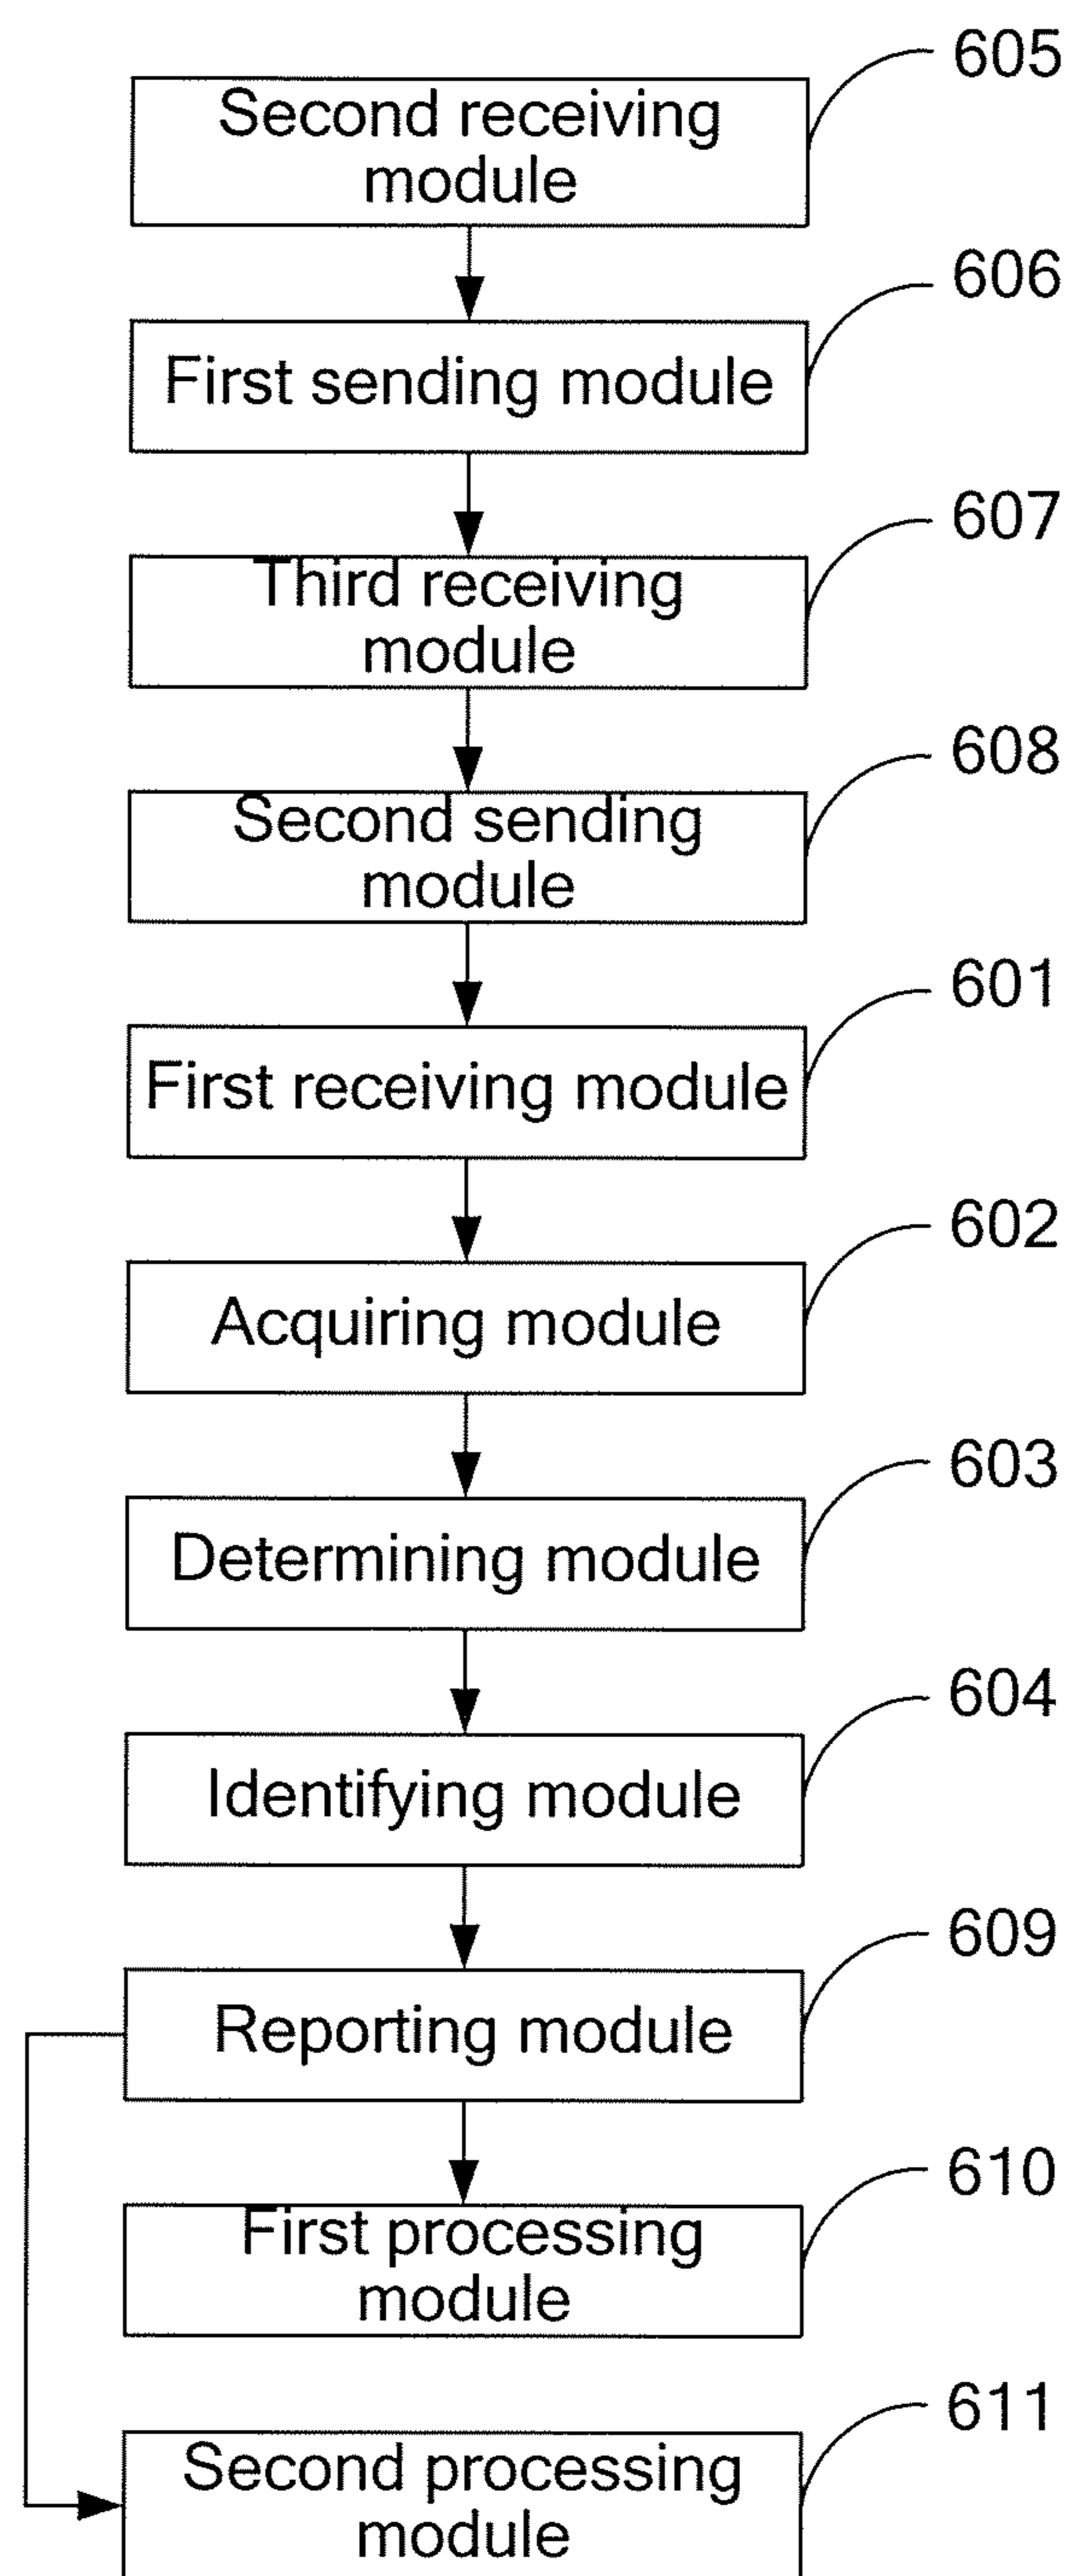 605
Second receiving
module
606
First sending module
607
Third receiving
module
608
Second sending
module
601
First receiving module
602
Acquiring module
603
Determining module
604
Identifying module
609
Reporting module
610
First processing
module
611
Second processing
module